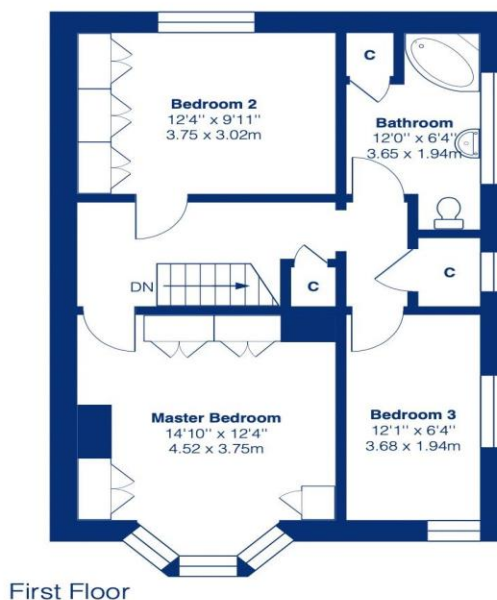 Bedroom 2
12'4'' x 9'11''
3.75 x 3.02m
C
Bathroom
12'0'' x 6'4''
3.65 x 1.94m
DN
C
C
Master Bedroom
14'10'' x 12'4''
4.52 x 3.75m
Bedroom 3
12'1'' x 6'4''
3.68 x 1.94m
First Floor